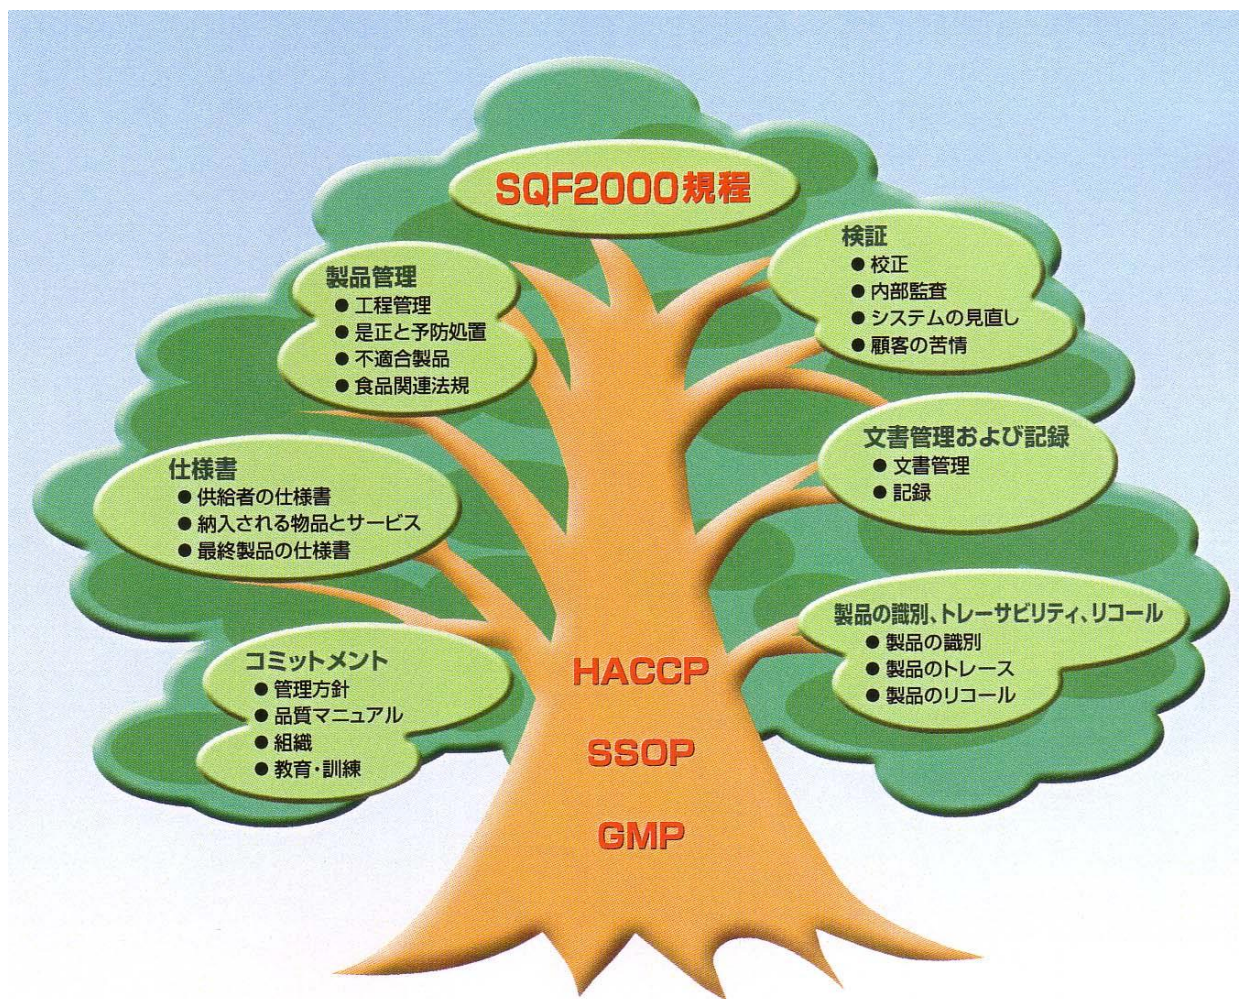 SQF2000規程
製品管理
● 工程管理
● 是正と予防処置
● 不適合製品
● 食品関連法規
検証
● 校正
● 内部監査
● システムの見直し
● 顧客の苦情
仕様書
● 供給者の仕様書
● 納入される物品とサービス
● 最終製品の仕様書
文書管理および記録
● 文書管理
● 記録
コミットメント
● 管理方針
● 品質マニュアル
● 組織
● 教育・訓練
製品の識別、トレーサビリティ、リコール
● 製品の識別
● 製品のトレース
● 製品のリコール
HACCP
SSOP
GMP